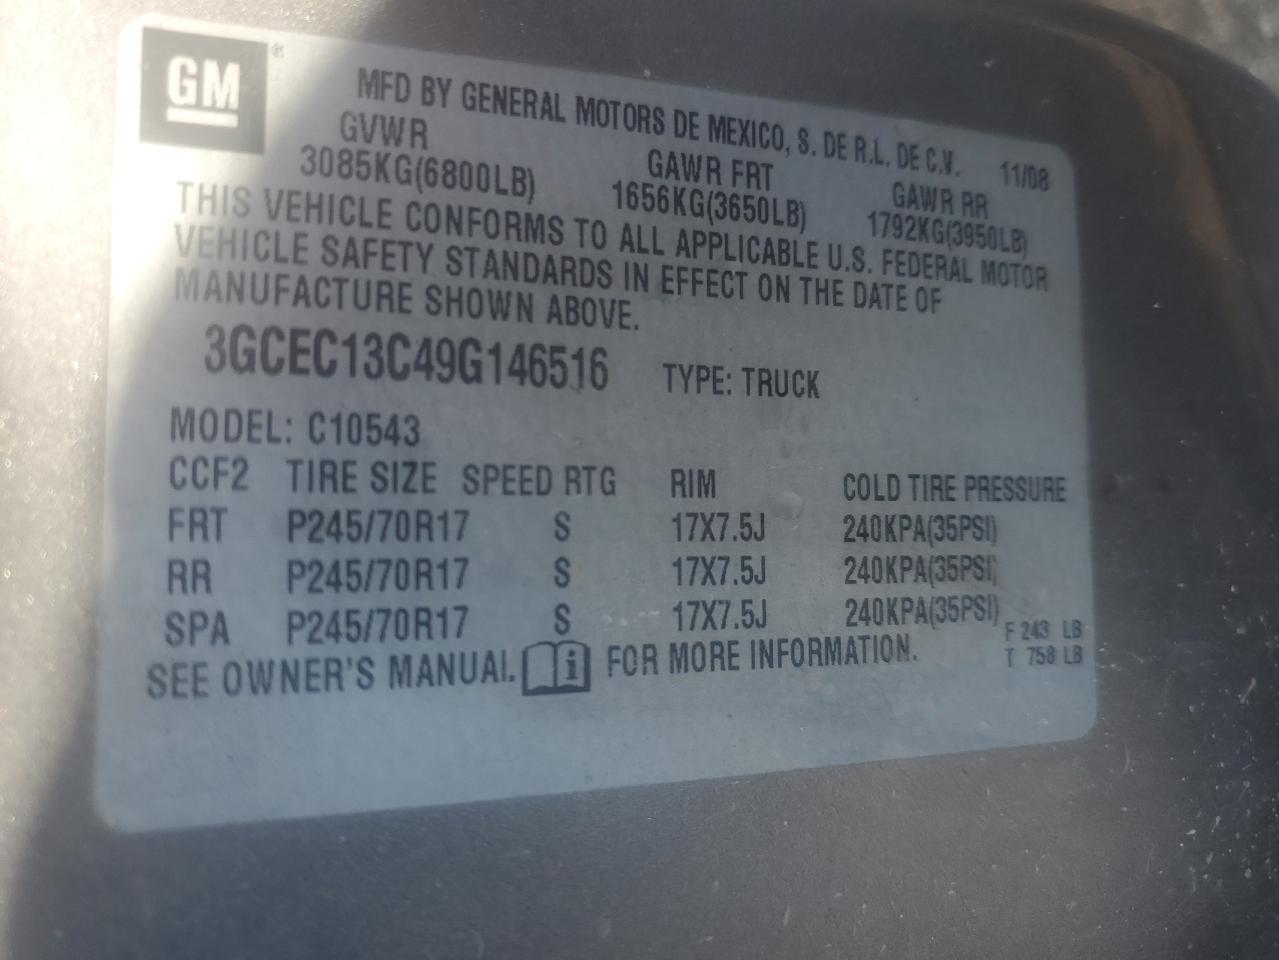 GM ®
MFD BY GENERAL MOTORS DE MEXICO, S. DE R.L. DE C.V. 11/08
GVWR GAWR FRT GAWR RR
3085KG(6800LB) 1656KG(3650LB) 1792KG(3950LB)
THIS VEHICLE CONFORMS TO ALL APPLICABLE U.S. FEDERAL MOTOR
VEHICLE SAFETY STANDARDS IN EFFECT ON THE DATE OF
MANUFACTURE SHOWN ABOVE.
3GCEC13C49G146516 TYPE: TRUCK
MODEL: C10543
CCF2 TIRE SIZE SPEED RTG RIM COLD TIRE PRESSURE
FRT P245/70R17 S 17X7.5J 240KPA(35PSI)
RR P245/70R17 S 17X7.5J 240KPA(35PSI)
SPA P245/70R17 S 17X7.5J 240KPA(35PSI)
F 243 LB
T 758 LB
SEE OWNER'S MANUAL. i FOR MORE INFORMATION.